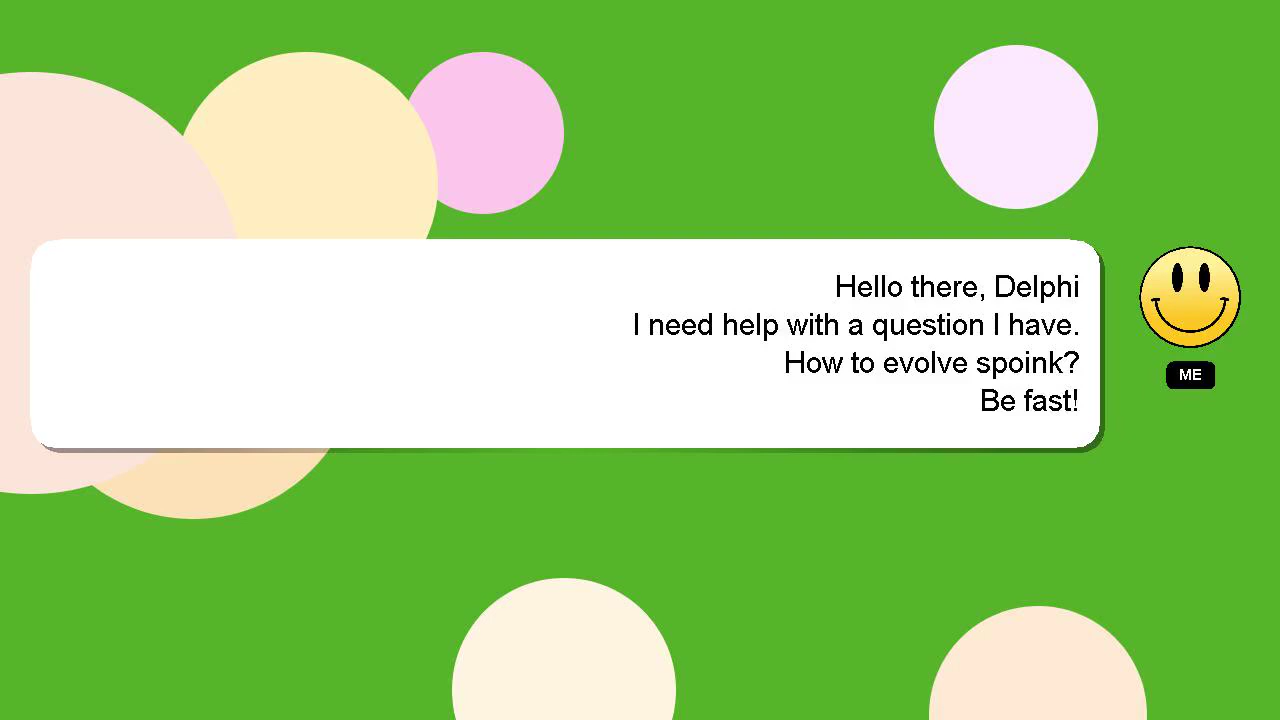 Hello there, Delphi
I need help with a question I have.
How to evolve spoink?
Be fast!
ME